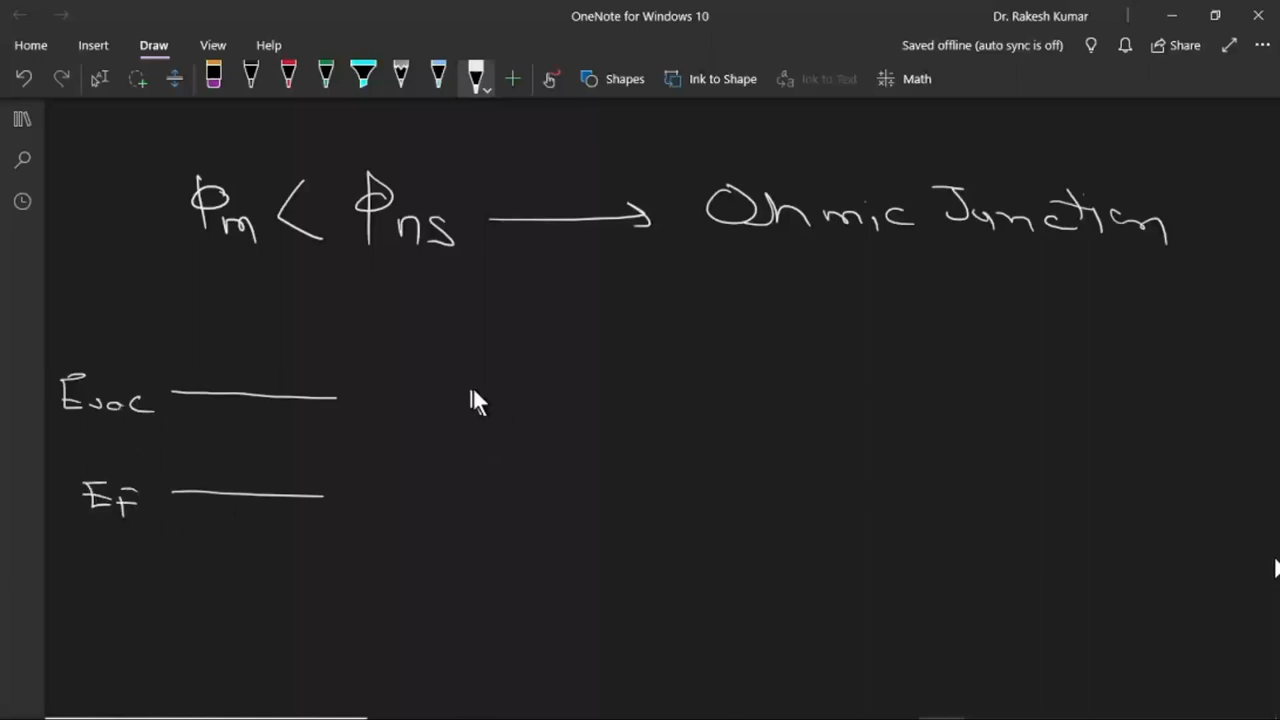 OneNote for Windows 10
Dr. Rakesh Kumar
Home Insert Draw View Help
Saved offline (auto sync is off)
Share
Shapes Ink to Shape Ink to Text Math
Φm < Φns → Ohmic Junction
Evac
EF